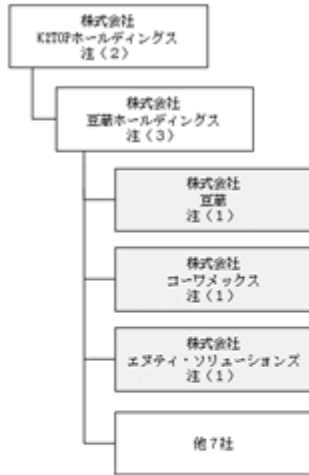 株式会社
K2TOPホールディングス
注（２）
株式会社
豆蔵ホールディングス
注（３）
株式会社
豆蔵
注（１）
株式会社
コーワメックス
注（１）
株式会社
エヌティ・ソリューションズ
注（１）
他７社